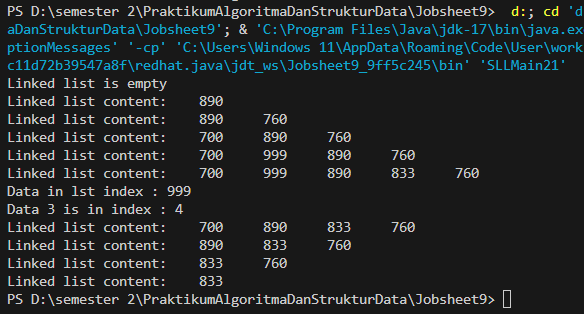 PS D:\semester 2\PraktikumAlgoritmaDanStrukturData\Jobsheet9>  d:; cd 'd
aDanStrukturData\Jobsheet9'; & 'C:\Program Files\Java\jdk-17\bin\java.ex
ptionMessages' '-cp' 'C:\Users\Windows 11\AppData\Roaming\Code\User\work
c11d72b39547a8f\redhat.java\jdt_ws\Jobsheet9_9ff5c245\bin' 'SLLMain21'
Linked list is empty
Linked list content:    890
Linked list content:    890     760
Linked list content:    700     890     760
Linked list content:    700     999     890     760
Linked list content:    700     999     890     833     760
Data in lst index : 999
Data 3 is in index : 4
Linked list content:    700     890     833     760
Linked list content:    890     833     760
Linked list content:    833     760
Linked list content:    833
PS D:\semester 2\PraktikumAlgoritmaDanStrukturData\Jobsheet9>